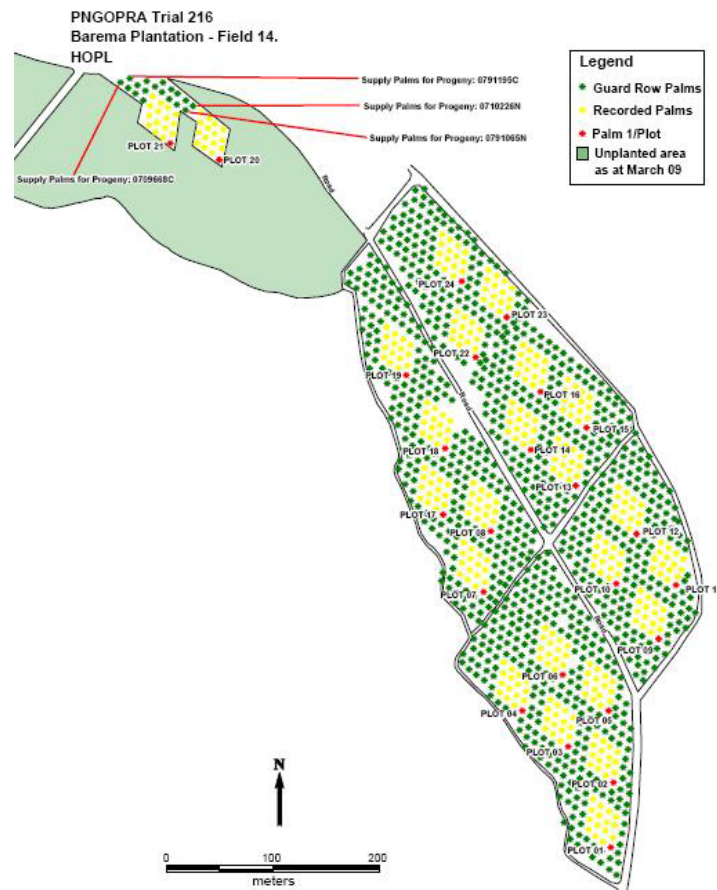 PNGOPRA Trial 216
Barema Plantation - Field 14.
HOPL
Legend
Guard Row Palms
Recorded Palms
Palm 1/Plot
Unplanted area
as at March 09
Supply Palms for Progeny: 0791195C
Supply Palms for Progeny: 0710226N
Supply Palms for Progeny: 0791065N
Supply Palms for Progeny: 0709668C
PLOT 21
PLOT 20
Road
PLOT 24
PLOT 23
PLOT 22
PLOT 19
PLOT 16
Road
PLOT 15
PLOT 18
PLOT 14
PLOT 13
PLOT 17
PLOT 08
PLOT 12
PLOT 07
PLOT 10
PLOT 1
Road
PLOT 09
PLOT 06
PLOT 04
PLOT 05
PLOT 03
PLOT 02
PLOT 01
N
0 100 200
meters